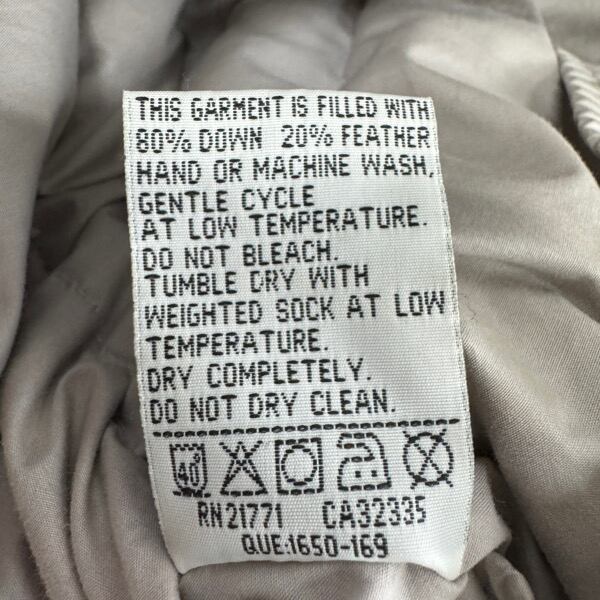 THIS GARMENT IS FILLED WITH
80% DOWN 20% FEATHER
HAND OR MACHINE WASH,
GENTLE CYCLE
AT LOW TEMPERATURE.
DO NOT BLEACH.
TUMBLE DRY WITH
WEIGHTED SOCK AT LOW
TEMPERATURE.
DRY COMPLETELY.
DO NOT DRY CLEAN.
40
RN21771 CA32335
QUE:1650-169